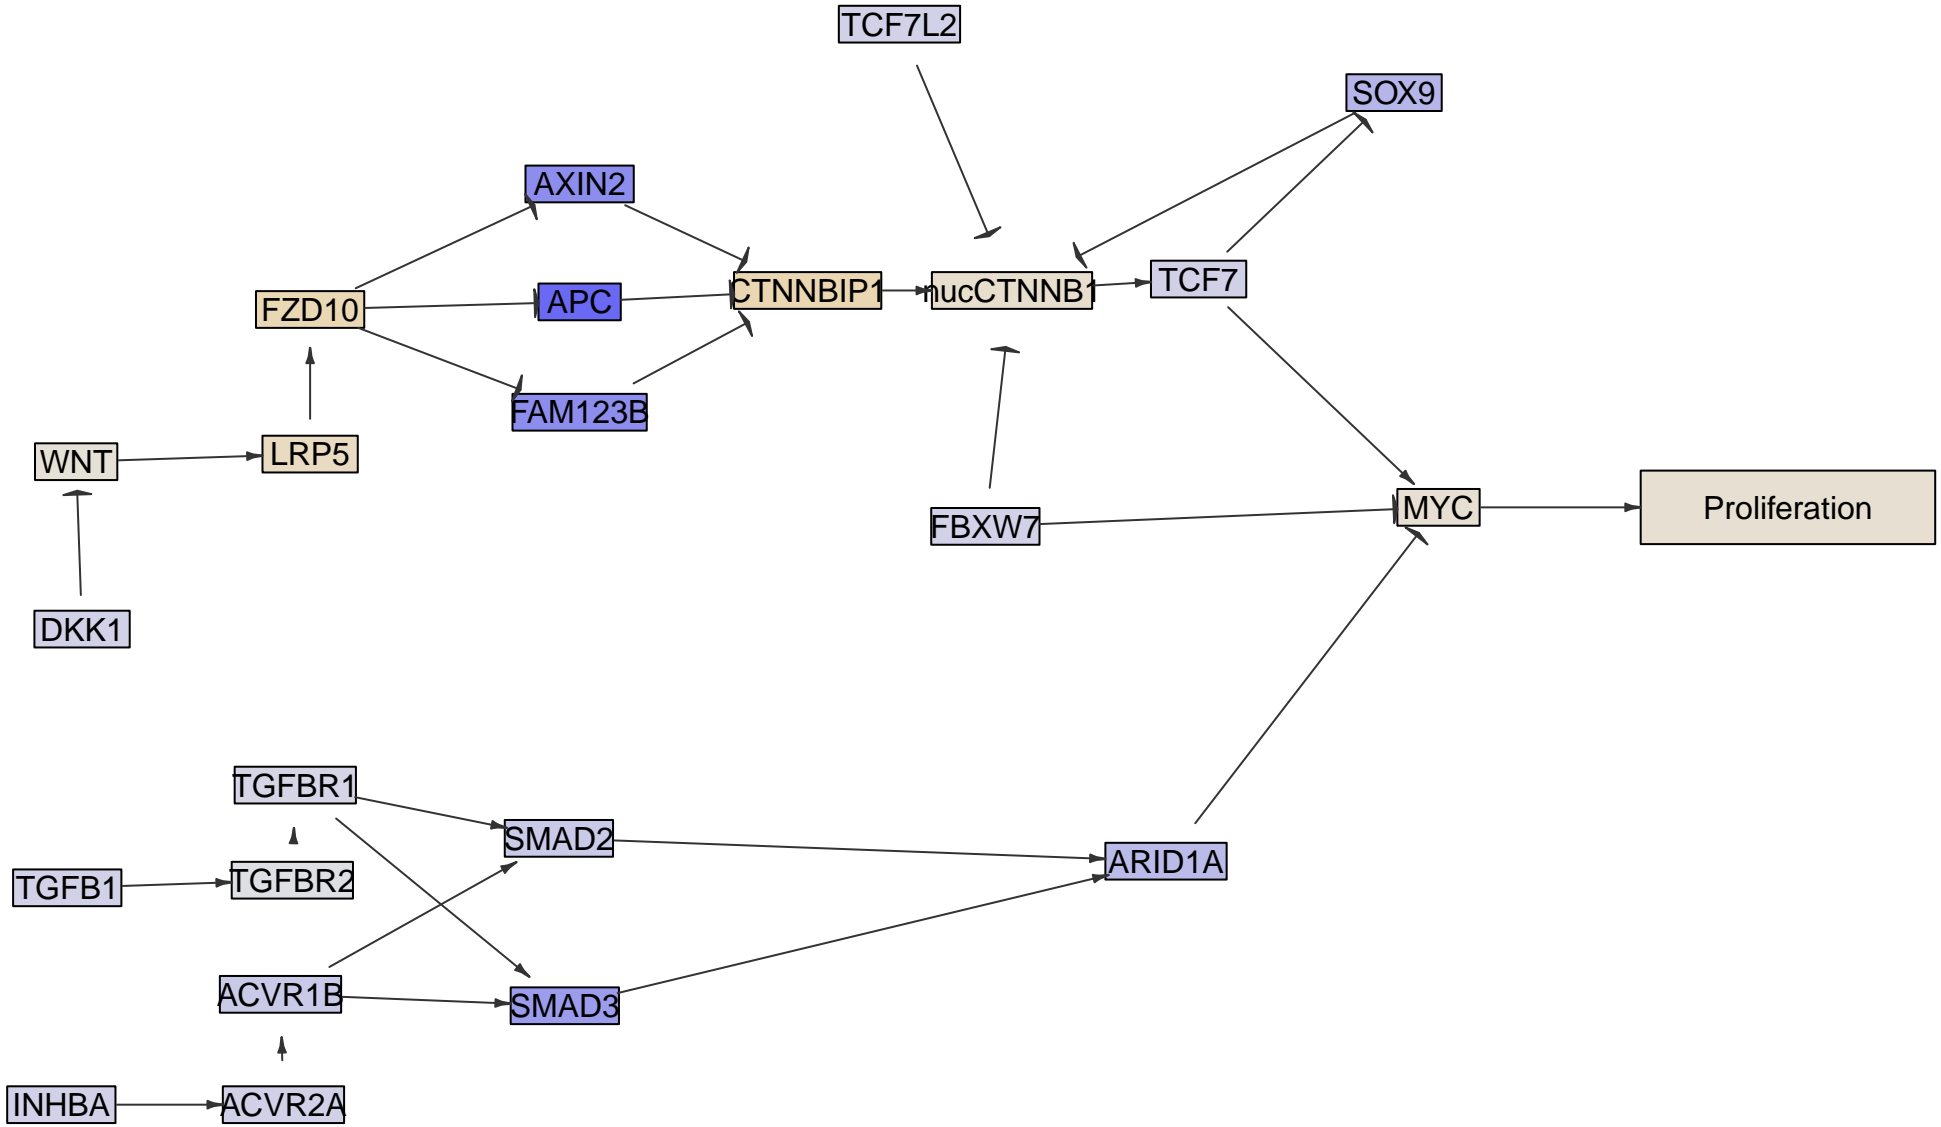 TCF7L2
SOX9
AXIN2
TCF7
CTNNBIP1
nucCTNNB1
APC
FZD10
FAM123B
LRP5
WNT
MYC
Proliferation
FBXW7
DKK1
TGFBR1
SMAD2
ARID1A
TGFBR2
TGFB1
ACVR1B
SMAD3
INHBA
ACVR2A